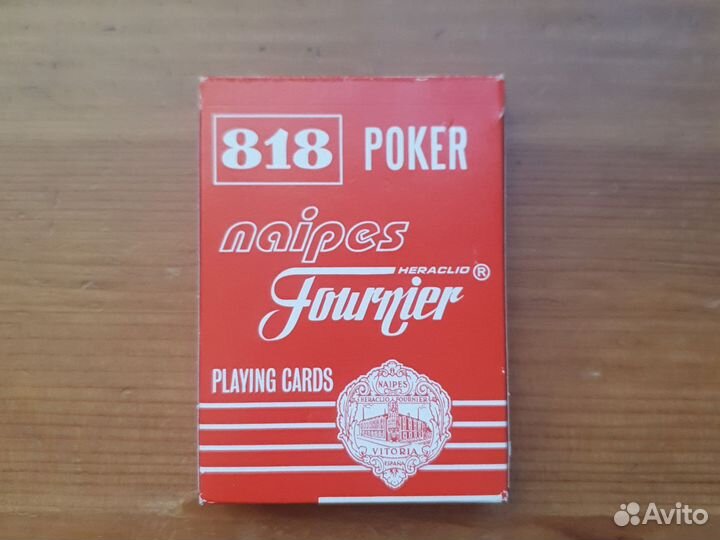 818 POKER
naipes
HERACLIO ®
Fournier
PLAYING CARDS
NAIPES
HERACLIO FOURNIER
VITORIA
ESPAÑA
Avito